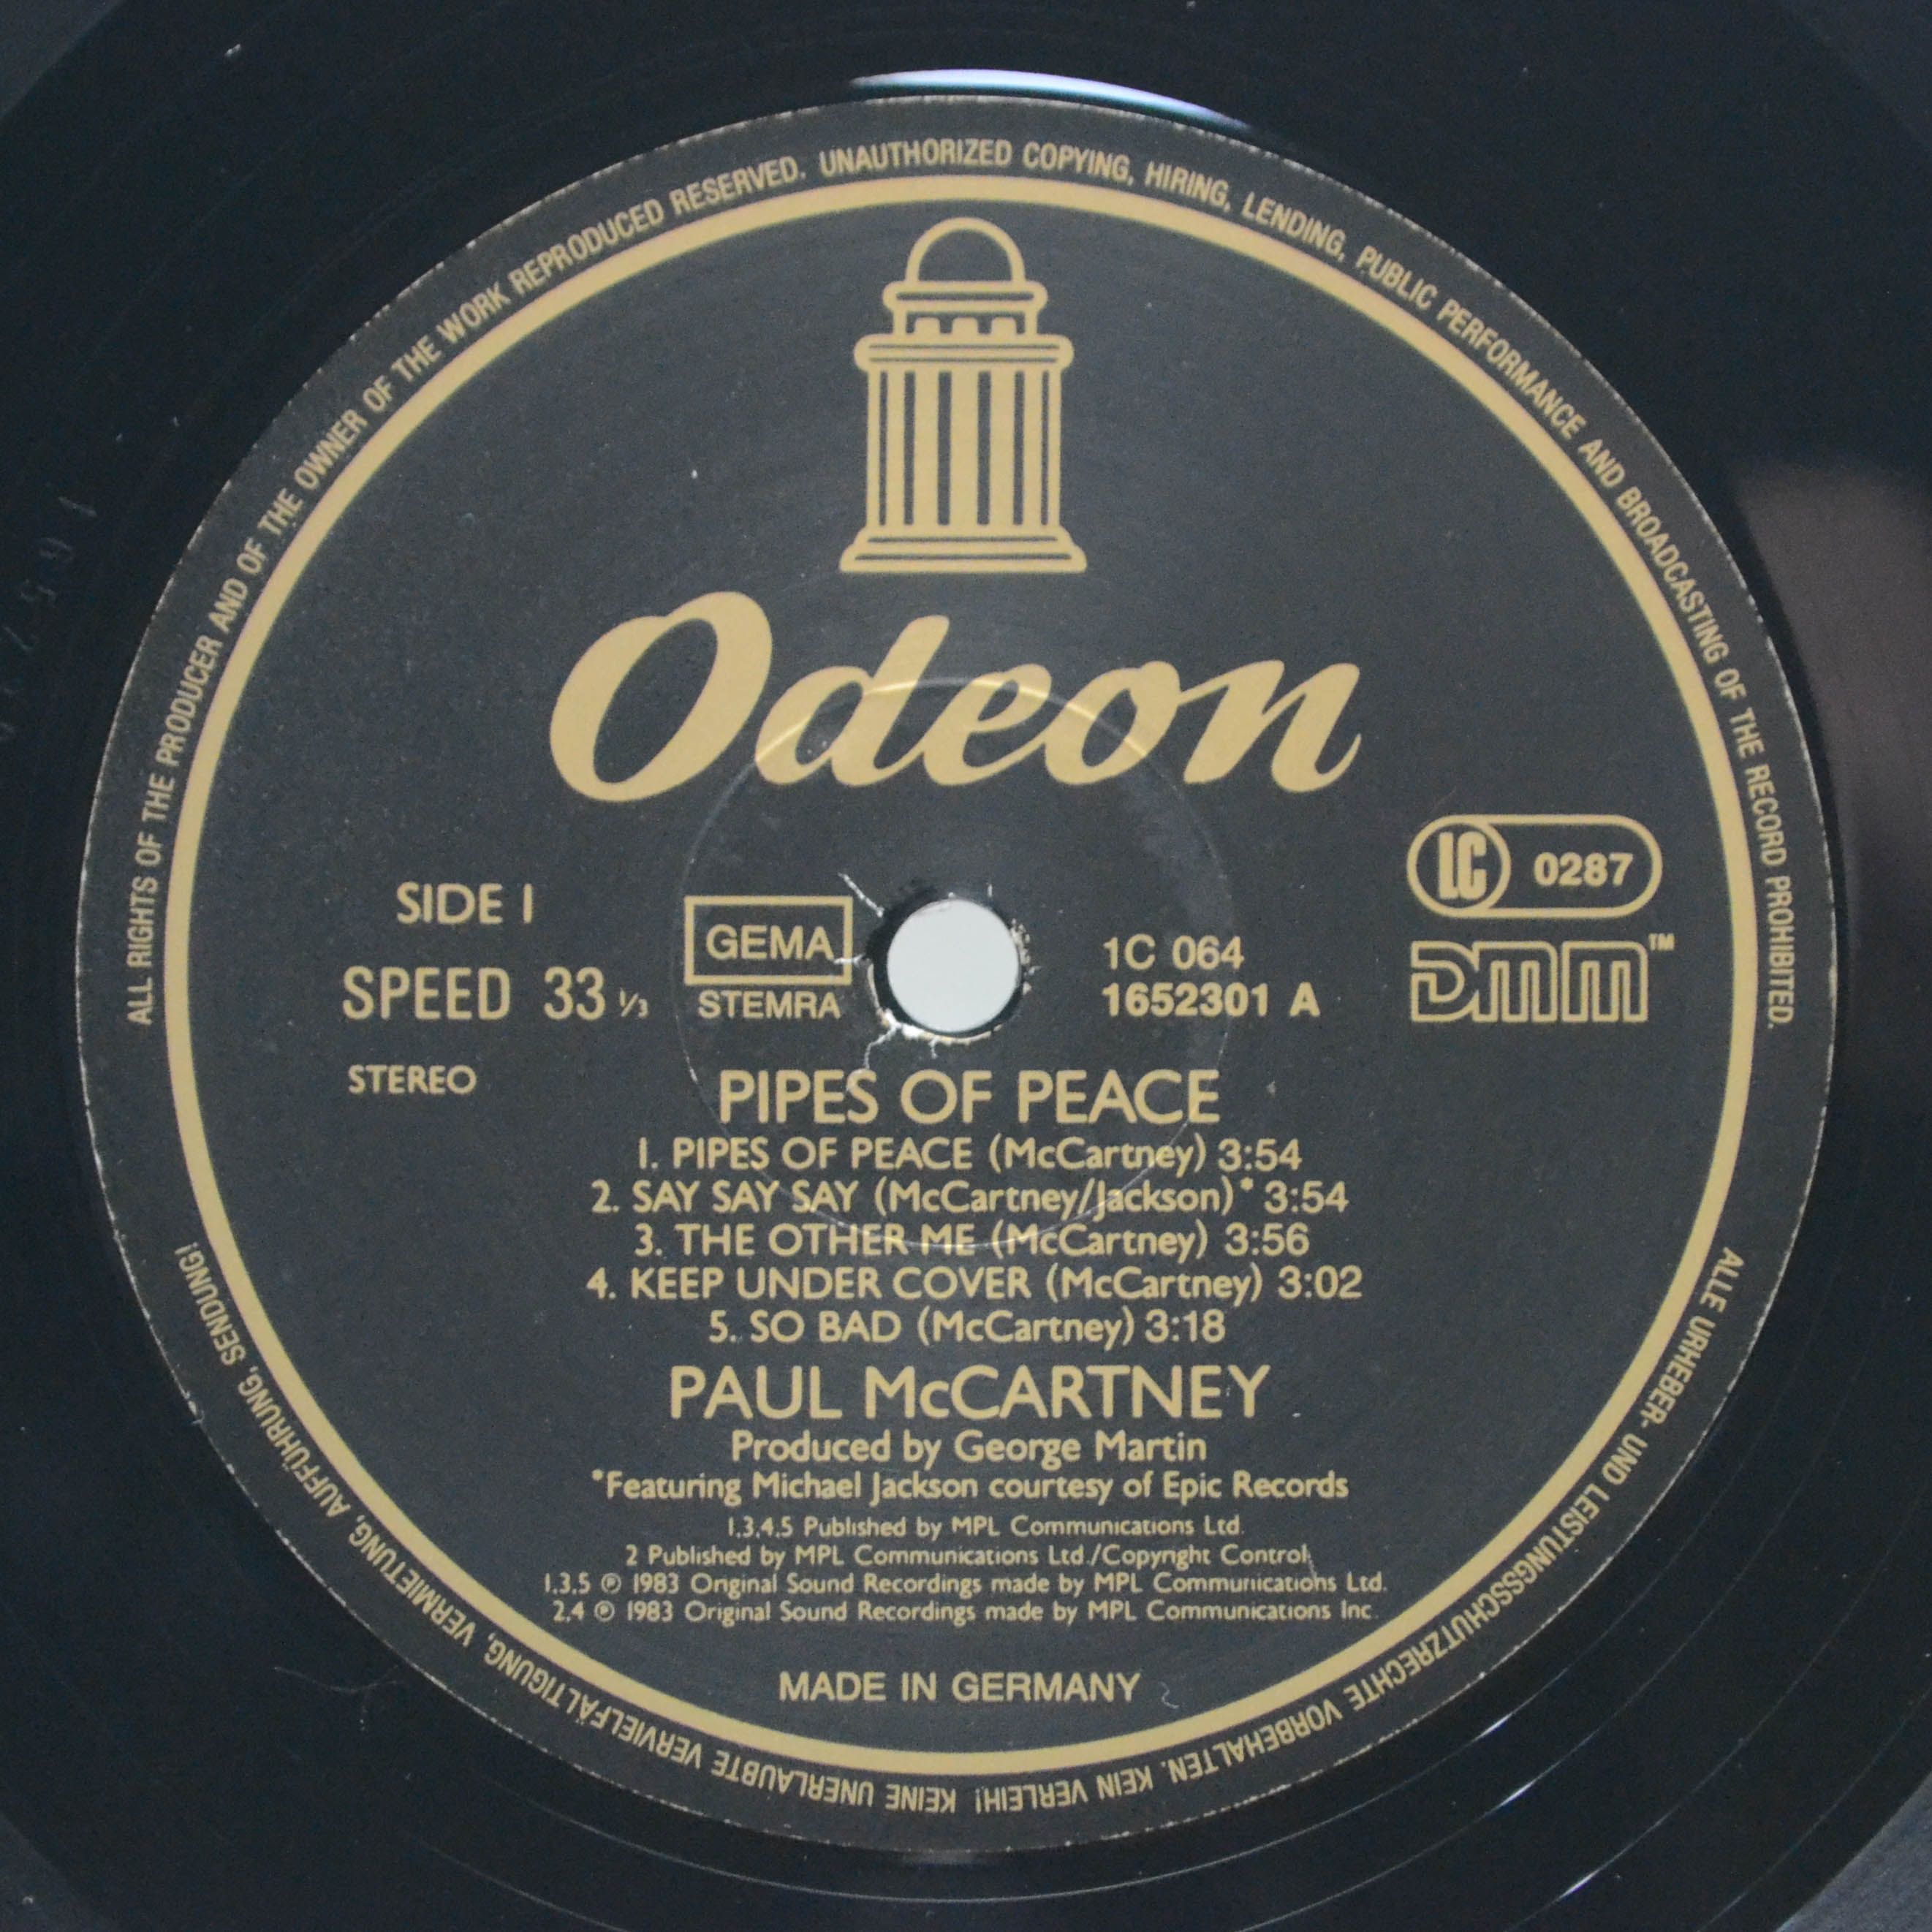 ALL RIGHTS OF THE PRODUCER AND OF THE OWNER OF THE WORK REPRODUCED RESERVED. UNAUTHORIZED COPYING, HIRING, LENDING, PUBLIC PERFORMANCE AND BROADCASTING OF THE RECORD PROHIBITED.
Odeon
LC 0287
SIDE I
GEMA
1C 064
DMM™
SPEED 33 ⅓
STEMRA
1652301 A
STEREO
PIPES OF PEACE
1. PIPES OF PEACE (McCartney) 3:54
2. SAY SAY SAY (McCartney/Jackson)* 3:54
3. THE OTHER ME (McCartney) 3:56
4. KEEP UNDER COVER (McCartney) 3:02
5. SO BAD (McCartney) 3:18
PAUL McCARTNEY
Produced by George Martin
*Featuring Michael Jackson courtesy of Epic Records
1.3.4.5 Published by MPL Communications Ltd.
2 Published by MPL Communications Ltd./Copyright Control
1.3.5 ℗ 1983 Original Sound Recordings made by MPL Communications Ltd.
2.4 ℗ 1983 Original Sound Recordings made by MPL Communications Inc.
MADE IN GERMANY
ALLE URHEBER- UND LEISTUNGSSCHUTZRECHTE VORBEHALTEN. KEIN VERLEIH! KEINE UNERLAUBTE VERVIELFÄLTIGUNG, VERMIETUNG, AUFFÜHRUNG, SENDUNG!